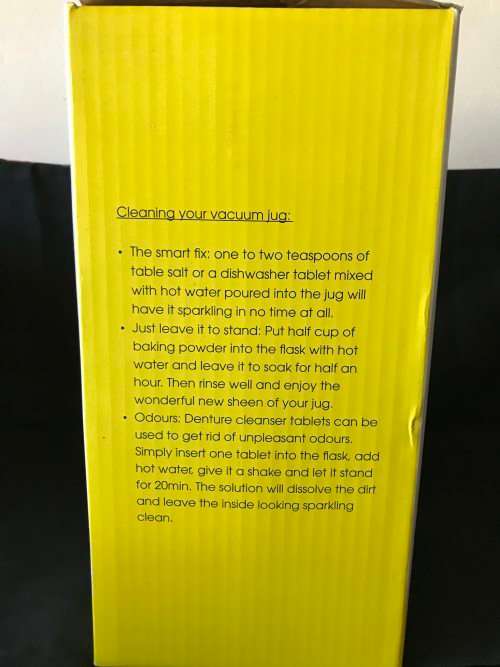 Cleaning your vacuum jug:
• The smart fix: one to two teaspoons of
table salt or a dishwasher tablet mixed
with hot water poured into the jug will
have it sparkling in no time at all.
• Just leave it to stand: Put half cup of
baking powder into the flask with hot
water and leave it to soak for half an
hour. Then rinse well and enjoy the
wonderful new sheen of your jug.
• Odours: Denture cleanser tablets can be
used to get rid of unpleasant odours.
Simply insert one tablet into the flask, add
hot water, give it a shake and let it stand
for 20min. The solution will dissolve the dirt
and leave the inside looking sparkling
clean.